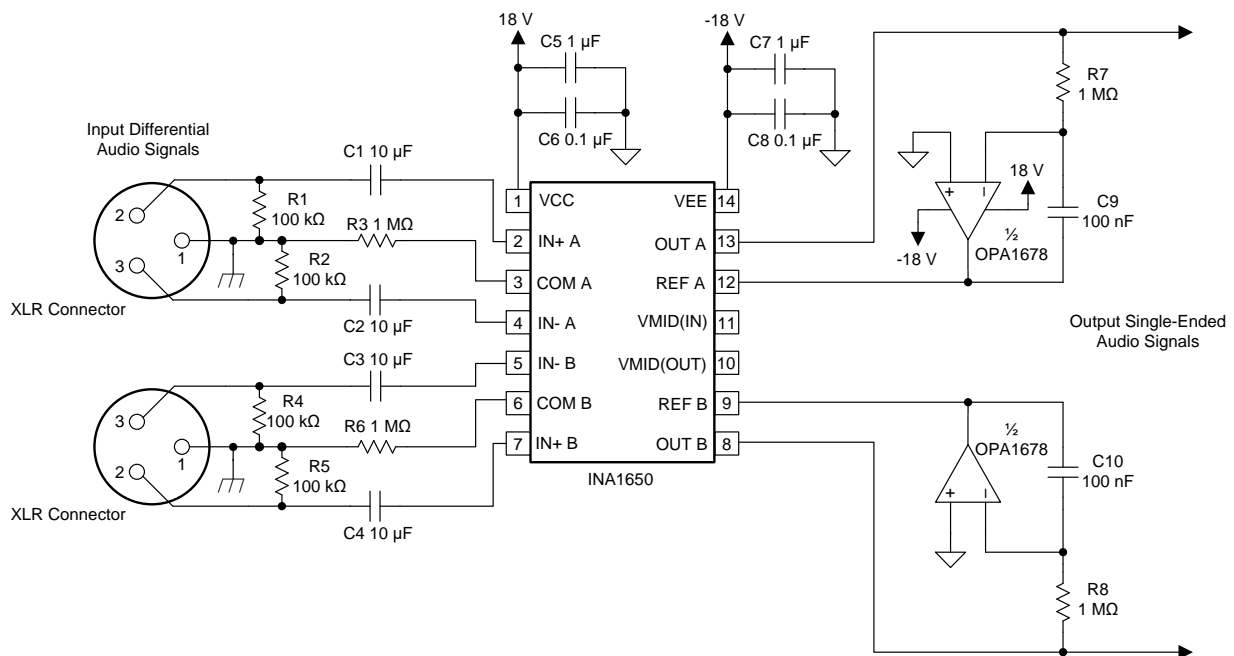 18 V
C5 1 µF
C6 0.1 µF
-18 V
C7 1 µF
C8 0.1 µF
R7
1 MΩ
Input Differential
Audio Signals
C1 10 µF
2
1
3
R1
100 kΩ
R3 1 MΩ
R2
100 kΩ
C2 10 µF
XLR Connector
1
VCC
VEE
14
2
IN+ A
OUT A
13
3
COM A
REF A
12
4
IN- A
VMID(IN)
11
5
IN- B
VMID(OUT)
10
6
COM B
REF B
9
7
IN+ B
OUT B
8
INA1650
+
–
18 V
-18 V
½
OPA1678
C9
100 nF
Output Single-Ended
Audio Signals
C3 10 µF
3
1
2
R4
100 kΩ
R6 1 MΩ
R5
100 kΩ
C4 10 µF
XLR Connector
½
OPA1678
+
–
C10
100 nF
R8
1 MΩ